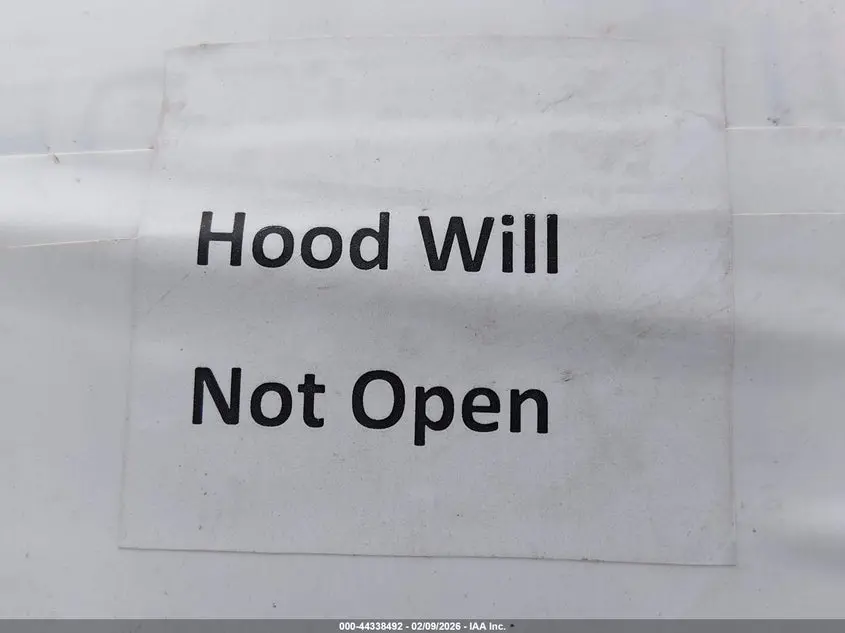 Hood Will
Not Open
000-44338492 - 02/09/2026 - IAA Inc.